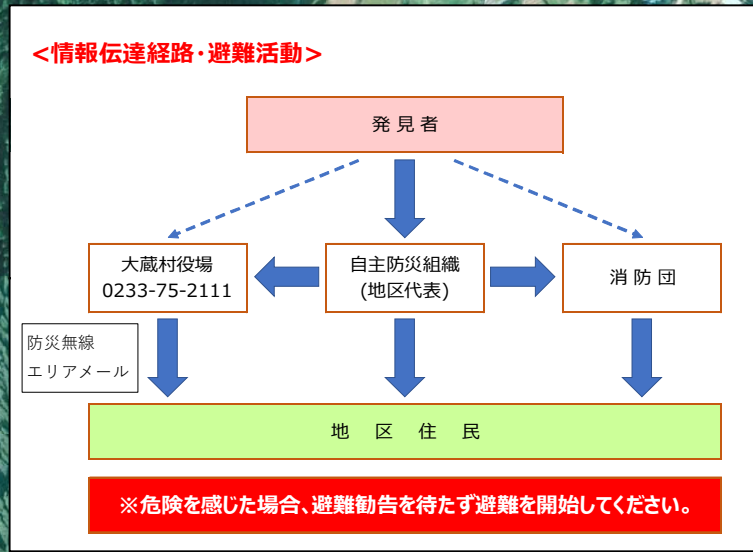 <情報伝達経路・避難活動>
発見者
大蔵村役場
0233-75-2111
自主防災組織
(地区代表)
消防団
防災無線
エリアメール
地区住民
※危険を感じた場合、避難勧告を待たず避難を開始してください。